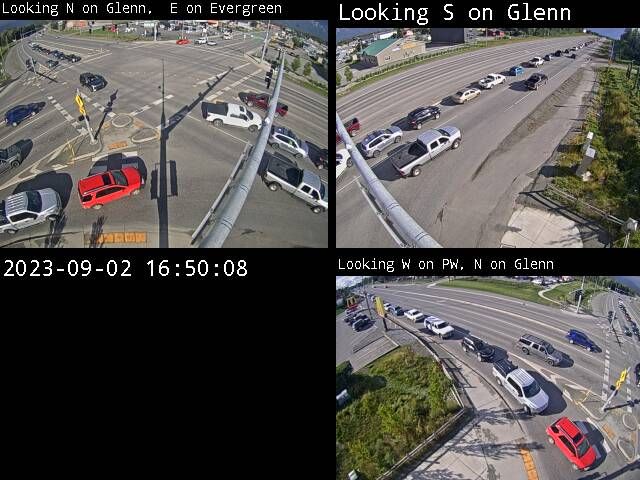 Looking N on Glenn, E on Evergreen
Looking S on Glenn
2023-09-02 16:50:08
Looking W on PW, N on Glenn